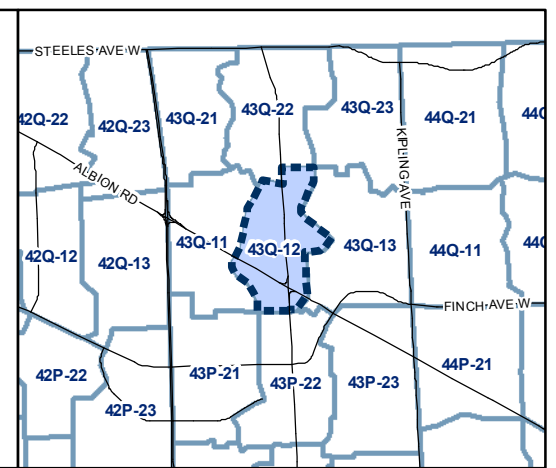 STEELES AVE W
42Q-22
42Q-23
43Q-21
43Q-22
43Q-23
44Q-21
ALBION RD
KIPLING AVE
42Q-12
42Q-13
43Q-11
43Q-12
43Q-13
44Q-11
FINCH AVE W
42P-22
42P-23
43P-21
43P-22
43P-23
44P-21